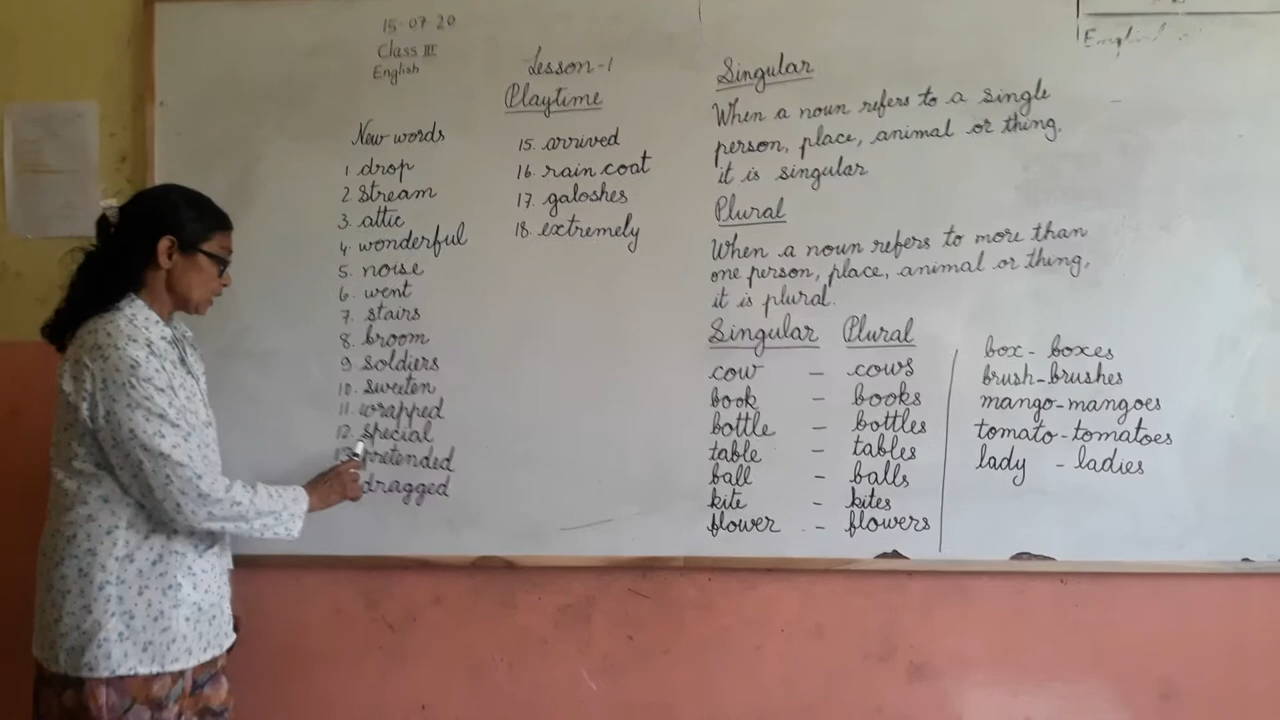 15-07-20
Class III
English
Lesson-1
Playtime
New words
1. drop
2. Stream
3. attic
4. wonderful
5. noise
6. went
7. stairs
8. broom
9. soldiers
10. sweeten
11. wrapped
12. special
13. pretended
dragged
15. arrived
16. rain coat
17. galoshes
18. extremely
Singular
When a noun refers to a single
person, place, animal or thing,
it is singular
Plural
When a noun refers to more than
one person, place, animal or thing,
it is plural.
Singular Plural
cow - cows
book - books
bottle - bottles
table - tables
ball - balls
kite - kites
flower - flowers
box - boxes
brush - brushes
mango - mangoes
tomato - tomatoes
lady - ladies